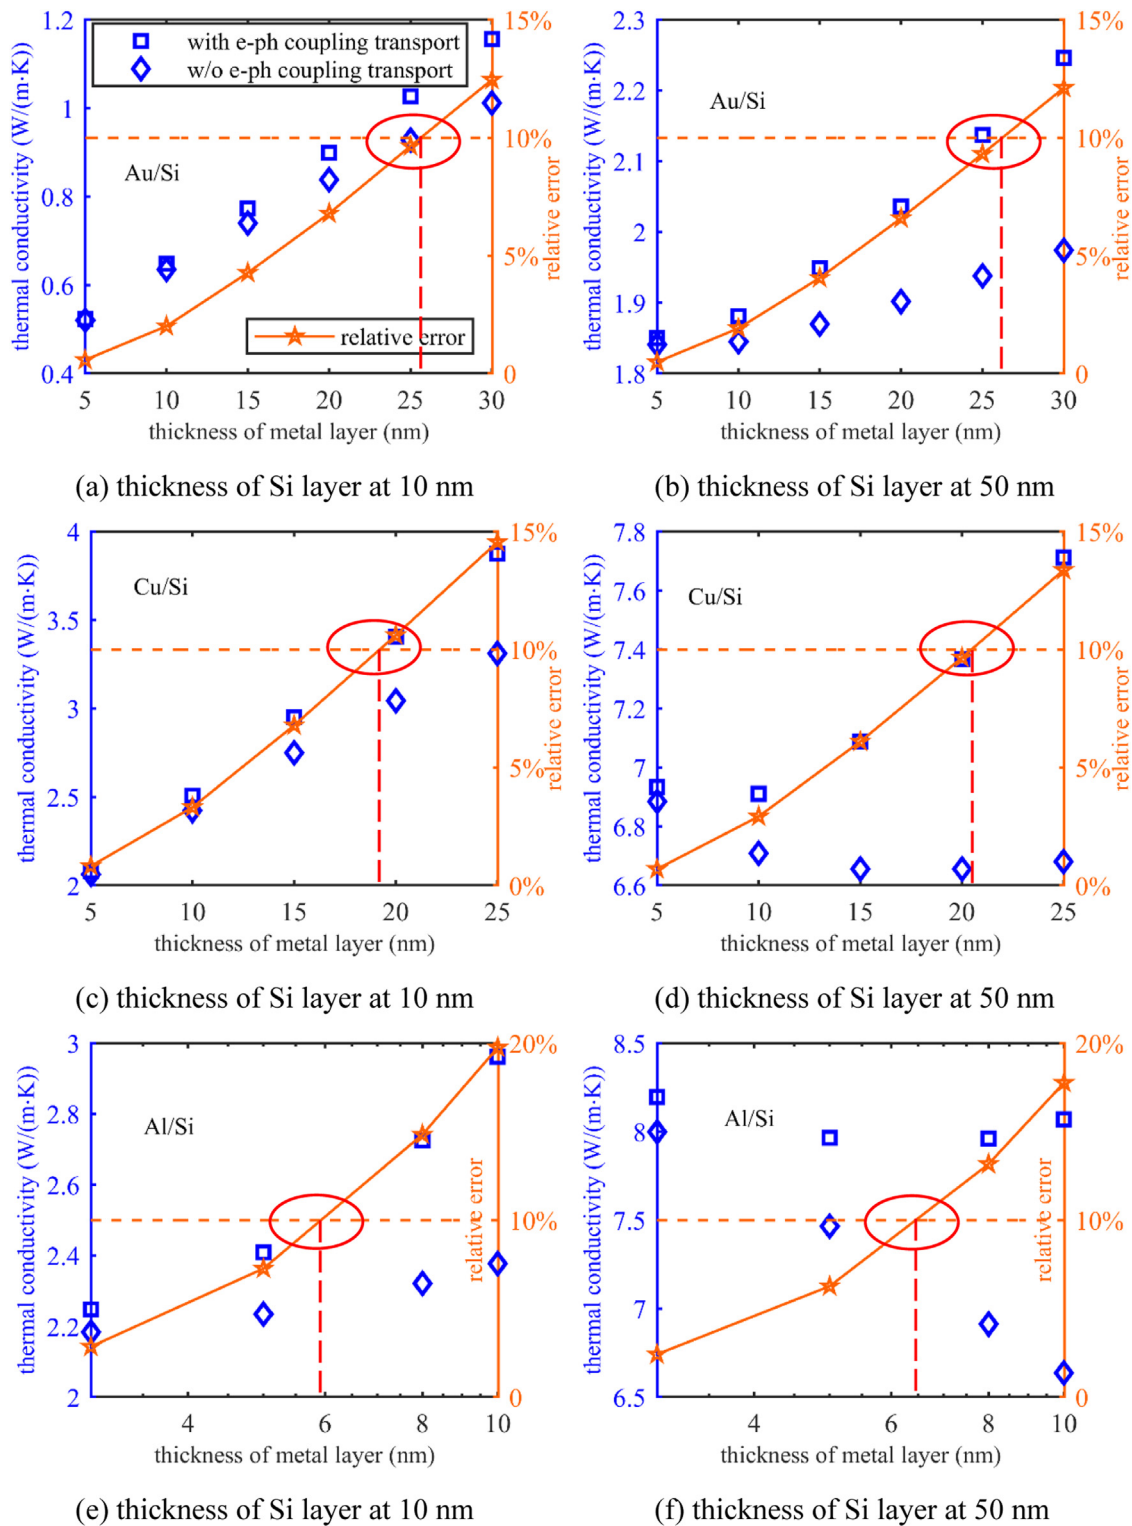 1.2
1
0.8
0.6
0.4
thermal conductivity (W/(m·K))
with e-ph coupling transport
w/o e-ph coupling transport
Au/Si
relative error
15%
10%
5%
0
relative error
5 10 15 20 25 30
thickness of metal layer (nm)
(a) thickness of Si layer at 10 nm
2.3
2.2
2.1
2
1.9
1.8
thermal conductivity (W/(m·K))
Au/Si
15%
10%
5%
0
relative error
5 10 15 20 25 30
thickness of metal layer (nm)
(b) thickness of Si layer at 50 nm
4
3.5
3
2.5
2
thermal conductivity (W/(m·K))
Cu/Si
15%
10%
5%
0%
relative error
5 10 15 20 25
thickness of metal layer (nm)
(c) thickness of Si layer at 10 nm
7.8
7.6
7.4
7.2
7
6.8
6.6
thermal conductivity (W/(m·K))
Cu/Si
15%
10%
5%
0%
relative error
5 10 15 20 25
thickness of metal layer (nm)
(d) thickness of Si layer at 50 nm
3
2.8
2.6
2.4
2.2
2
thermal conductivity (W/(m·K))
Al/Si
20%
10%
0
relative error
4 6 8 10
thickness of metal layer (nm)
(e) thickness of Si layer at 10 nm
8.5
8
7.5
7
6.5
thermal conductivity (W/(m·K))
Al/Si
20%
10%
0
relative error
4 6 8 10
thickness of metal layer (nm)
(f) thickness of Si layer at 50 nm